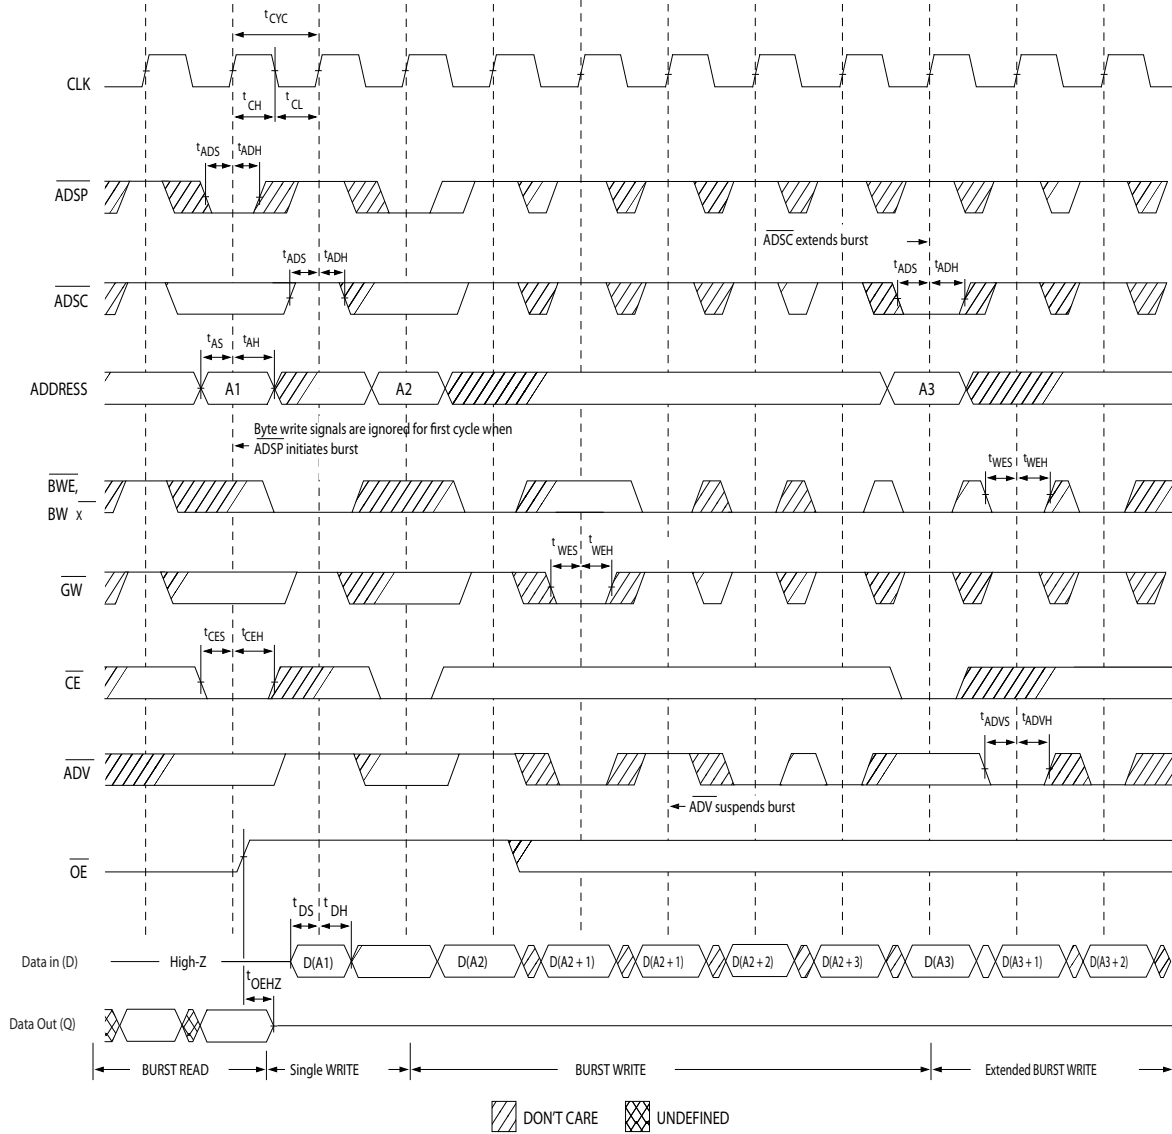 tCYC
CLK
tCH
tCL
tADS
tADH
ADSP
ADSC extends burst
tADS
tADH
tADS
tADH
ADSC
tAS
tAH
ADDRESS
A1
A2
A3
Byte write signals are ignored for first cycle when
ADSP initiates burst
tWES
tWEH
BWE,
BW x
tWES
tWEH
GW
tCES
tCEH
CE
tADVS
tADVH
ADV
ADV suspends burst
OE
tDS
tDH
Data in (D)
High-Z
D(A1)
D(A2)
D(A2 + 1)
D(A2 + 1)
D(A2 + 2)
D(A2 + 3)
D(A3)
D(A3 + 1)
D(A3 + 2)
tOEHZ
Data Out (Q)
BURST READ
Single WRITE
BURST WRITE
Extended BURST WRITE
DON'T CARE
UNDEFINED